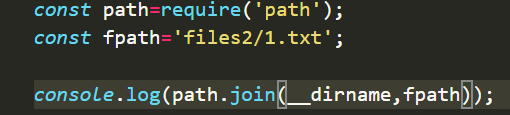 const path=require('path');
const fpath='files2/1.txt';
console.log(path.join(__dirname,fpath));